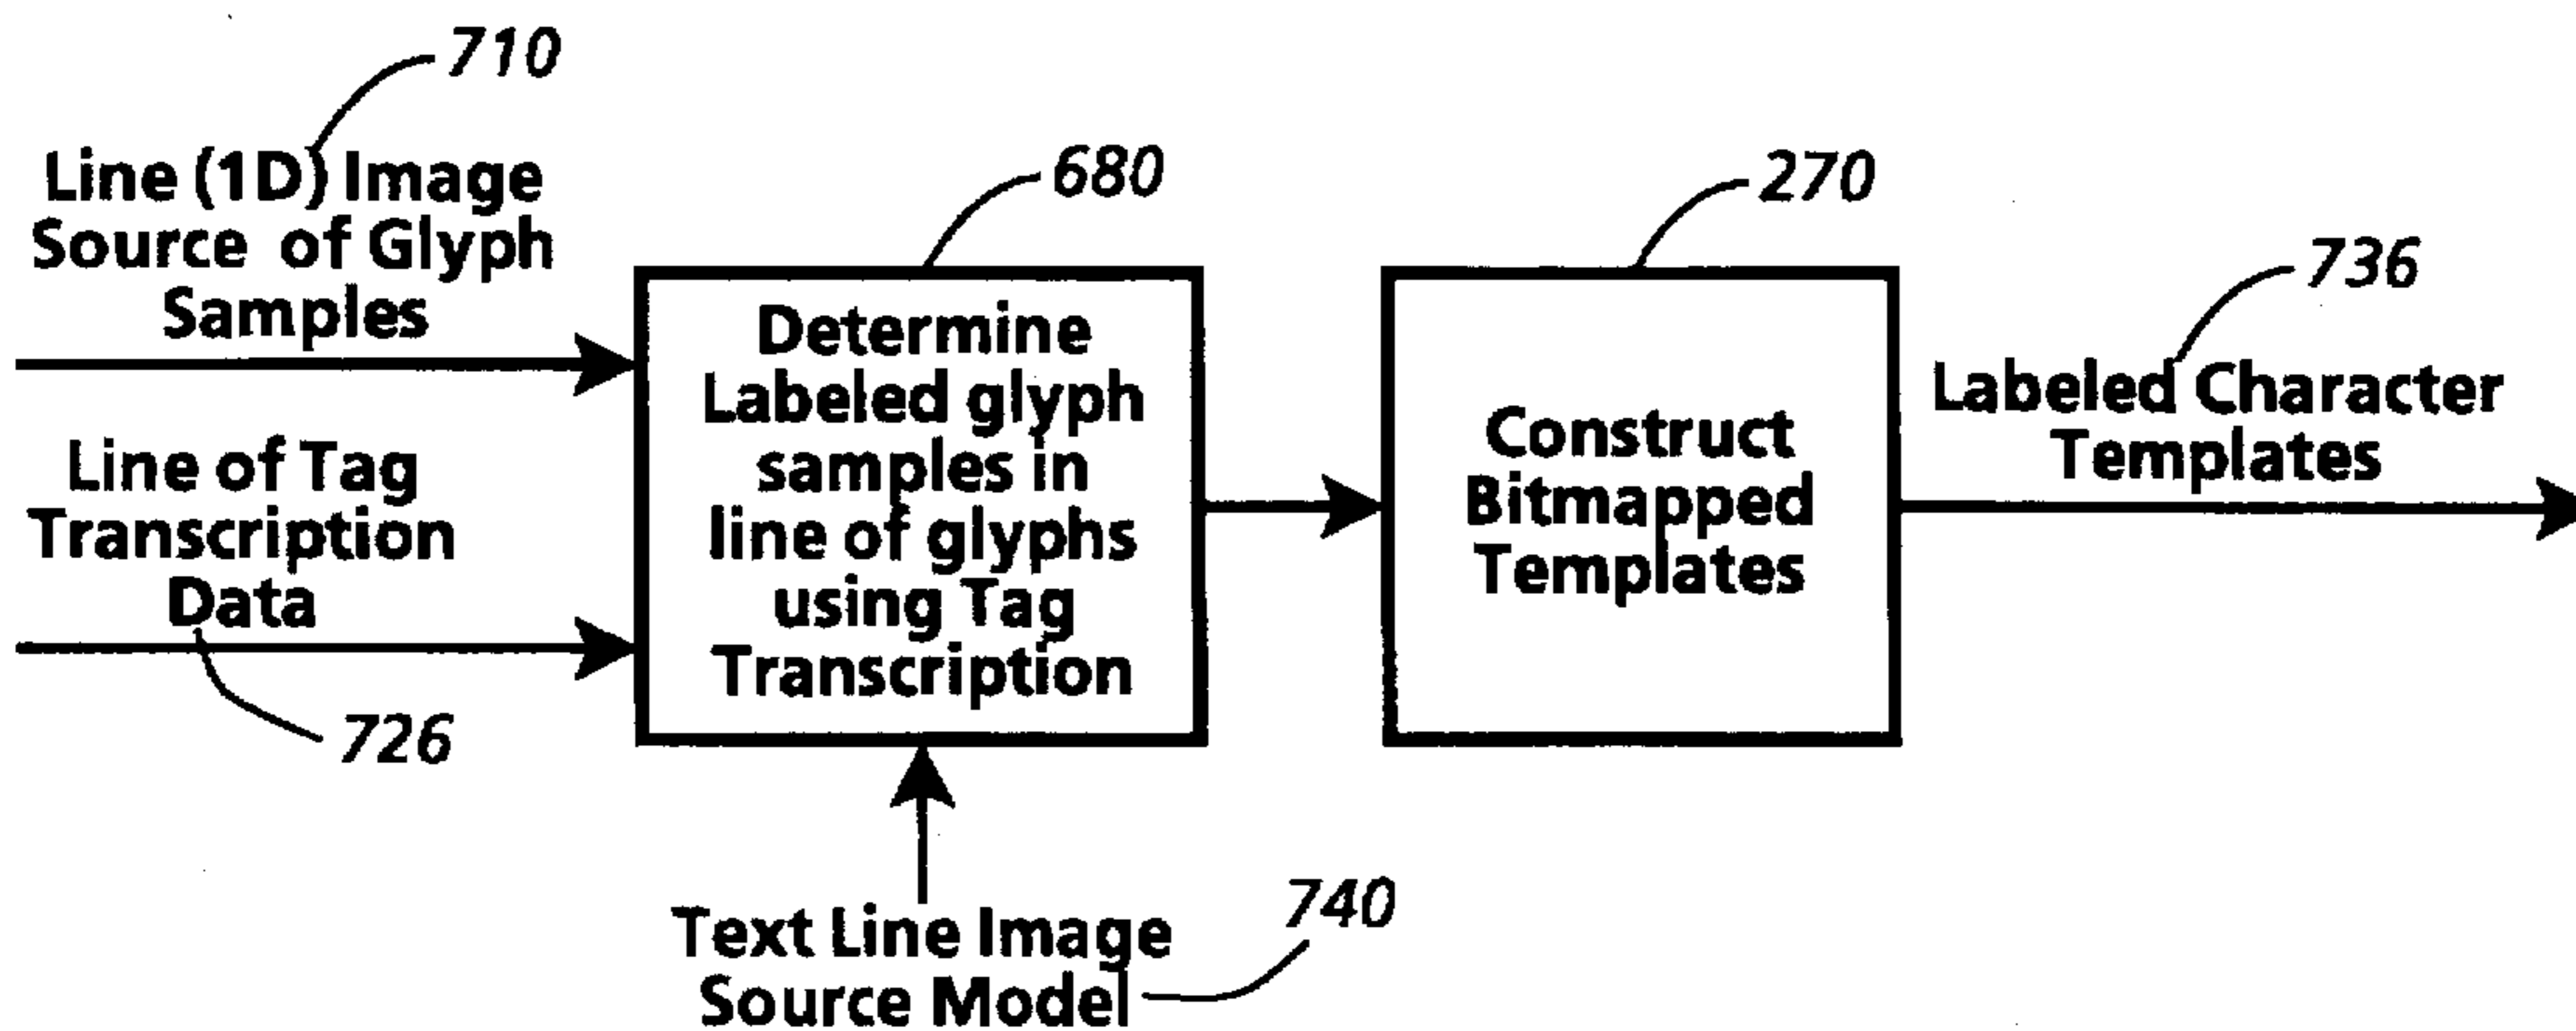 710
Line (1D) Image
Source of Glyph
Samples
680
270
736
Determine
Labeled glyph
samples in
line of glyphs
using Tag
Transcription
Construct
Bitmapped
Templates
Labeled Character
Templates
Line of Tag
Transcription
Data
726
740
Text Line Image
Source Model